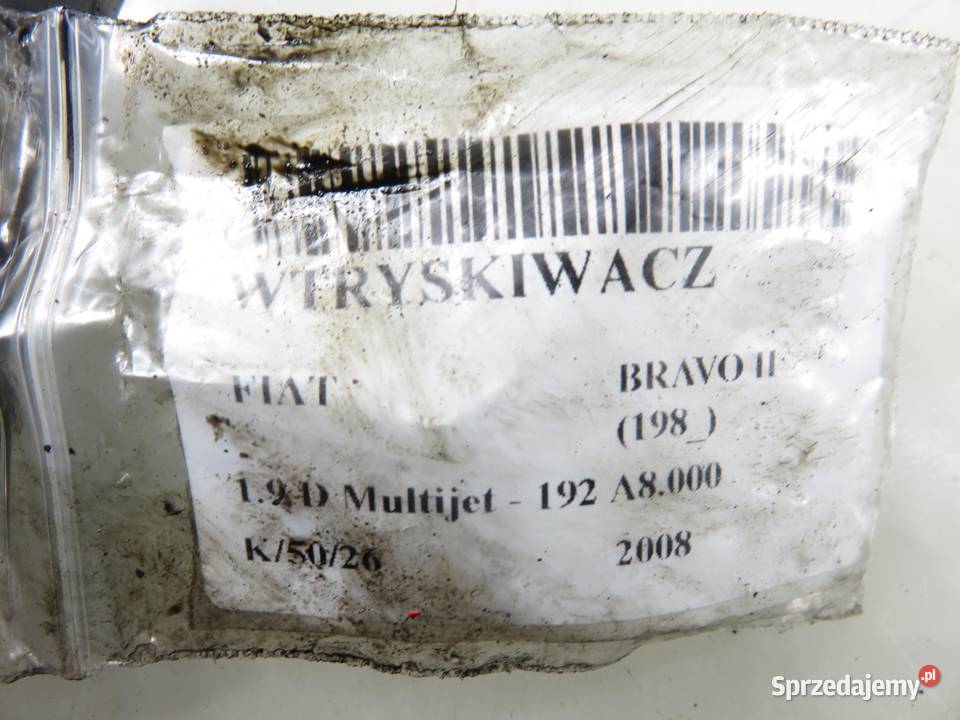 WTRYSKIWACZ
FIAT BRAVO II
(198_)
1.9 D Multijet - 192 A8.000
K/50/26 2008
Sprzedajemy.pl